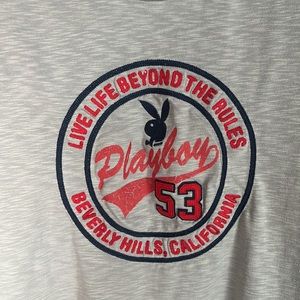 LIVE LIFE BEYOND THE RULES
Playboy
53
BEVERLY HILLS, CALIFORNIA